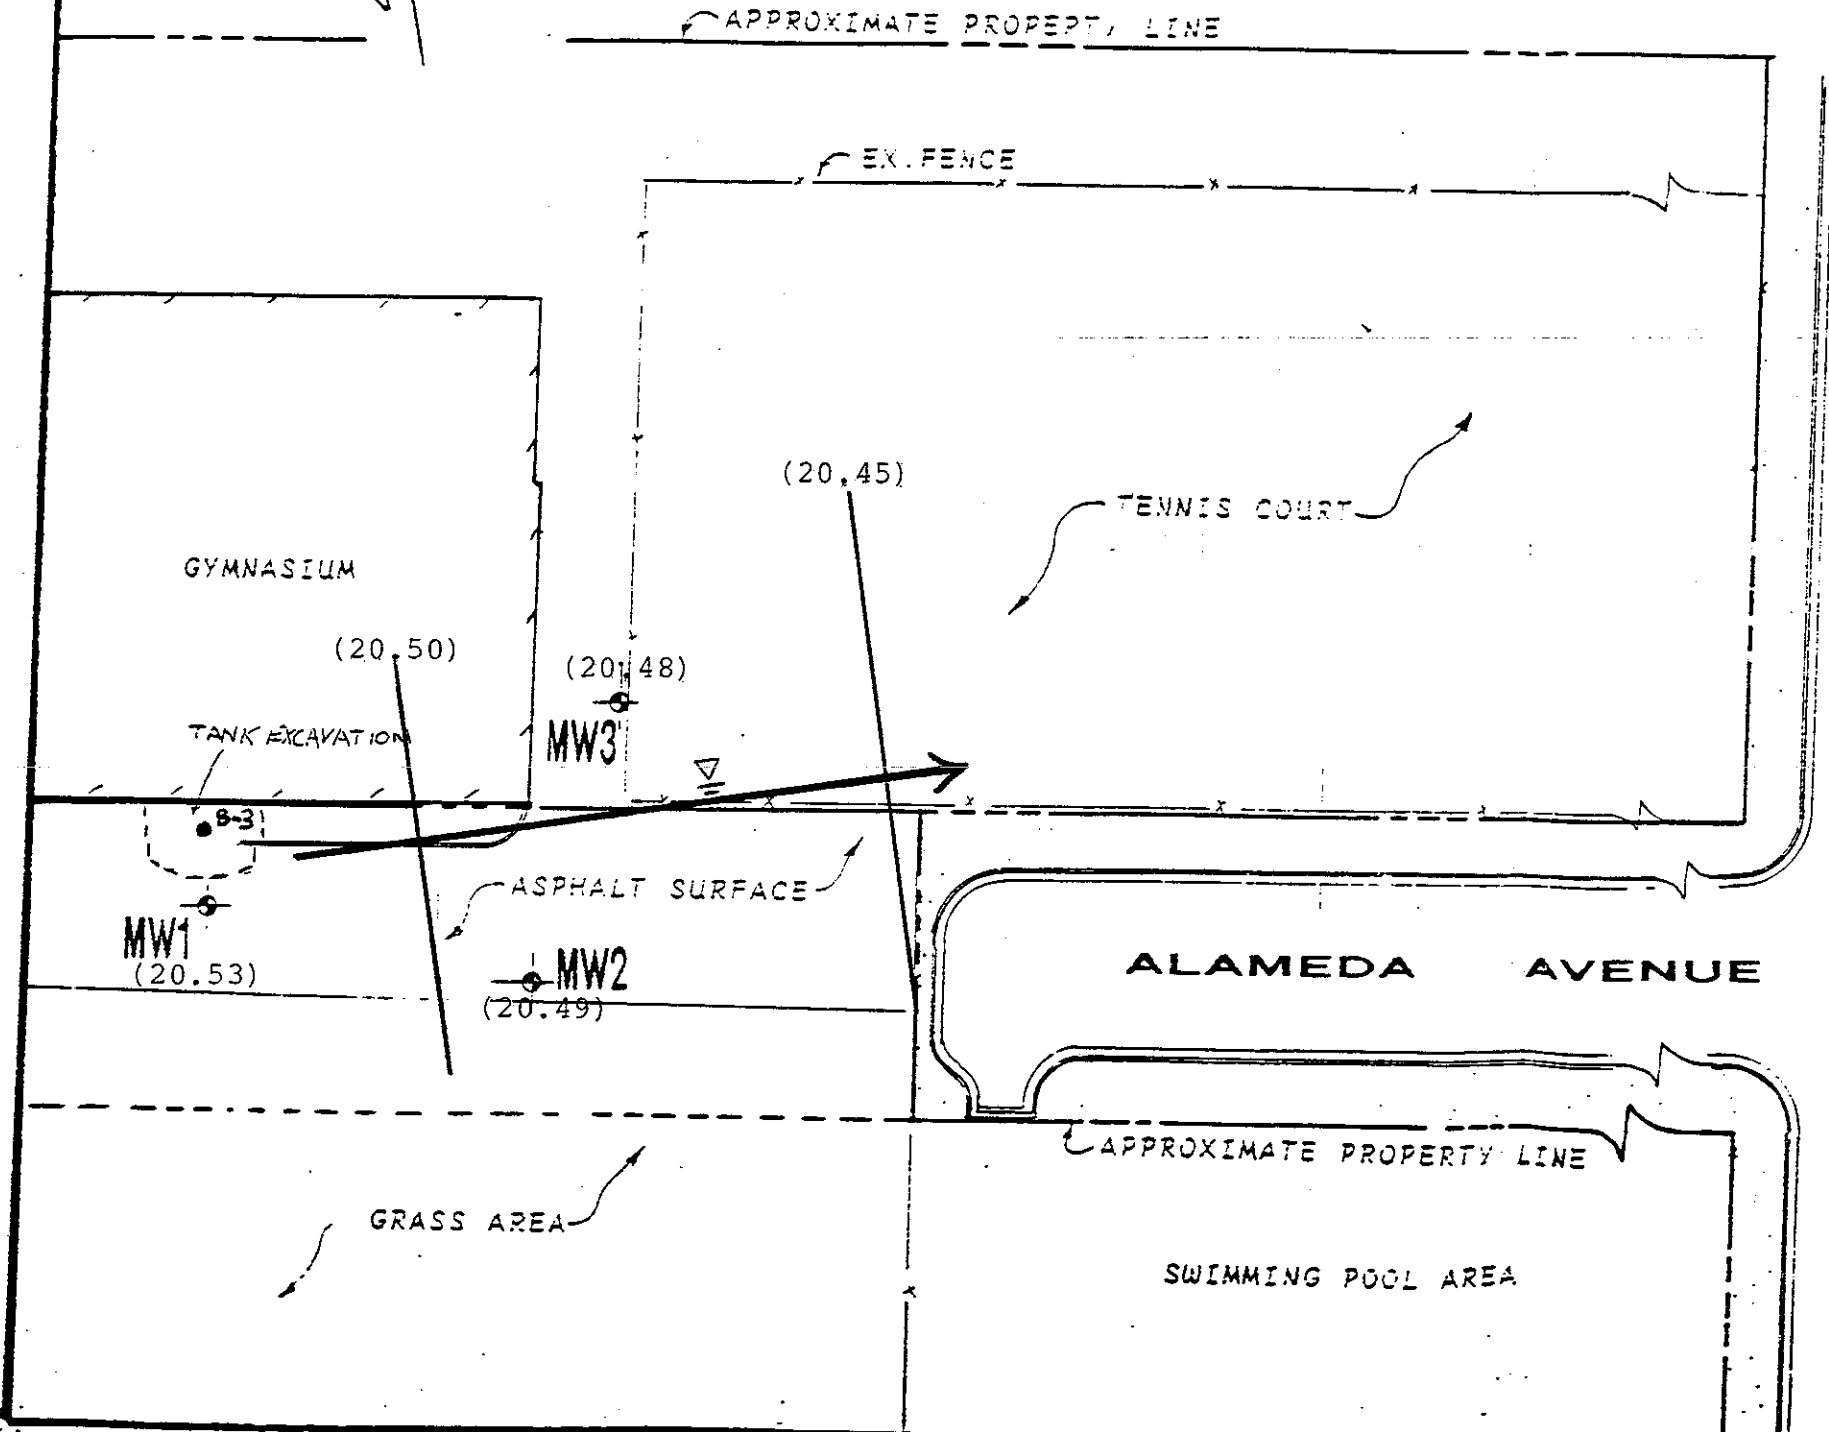 APPROXIMATE PROPERTY LINE
EX. FENCE
(20.45)
TENNIS COURT
GYMNASIUM
(20.50)
(20.48)
MW3
TANK EXCAVATION
B-3
ASPHALT SURFACE
MW1
(20.53)
MW2
(20.49)
ALAMEDA AVENUE
APPROXIMATE PROPERTY LINE
GRASS AREA
SWIMMING POOL AREA